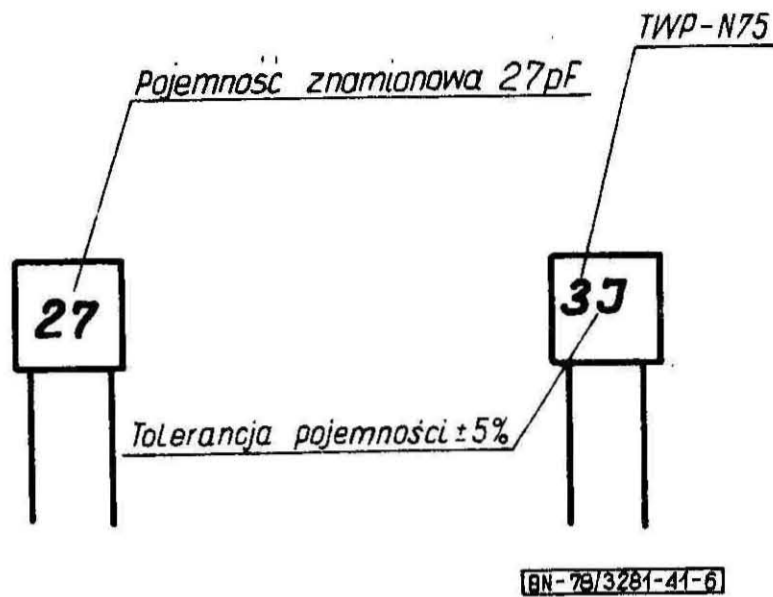 TWP-N75
Pojemność znamionowa 27pF
27
3J
Tolerancja pojemności ±5%
BN-78/3281-41-6